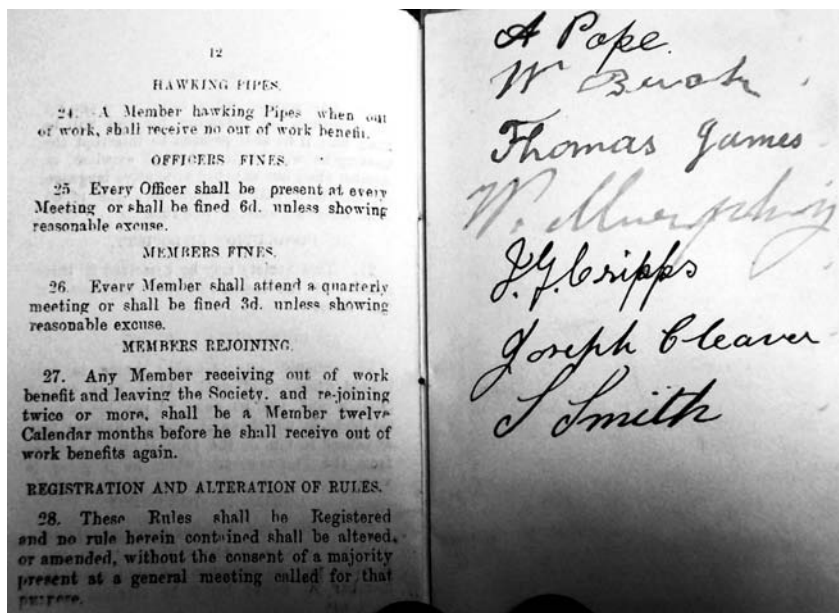 12
HAWKING PIPES.
24. A Member hawking Pipes when out
of work, shall receive no out of work benefit.
OFFICERS FINES.
25 Every Officer shall be present at every
Meeting or shall be fined 6d. unless showing
reasonable excuse.
MEMBERS FINES.
26. Every Member shall attend a quarterly
meeting or shall be fined 3d. unless showing
reasonable excuse.
MEMBERS REJOINING.
27. Any Member receiving out of work
benefit and leaving the Society, and re-joining
twice or more, shall be a Member twelve
Calendar months before he shall receive out of
work benefits again.
REGISTRATION AND ALTERATION OF RULES.
28. These Rules shall be Registered
and no rule herein contained shall be altered,
or amended, without the consent of a majority
present at a general meeting called for that
purpose.
A Pope.
Wm
Thomas James
W. Murphy
J. G. Cripps
Joseph Cleaver
S Smith